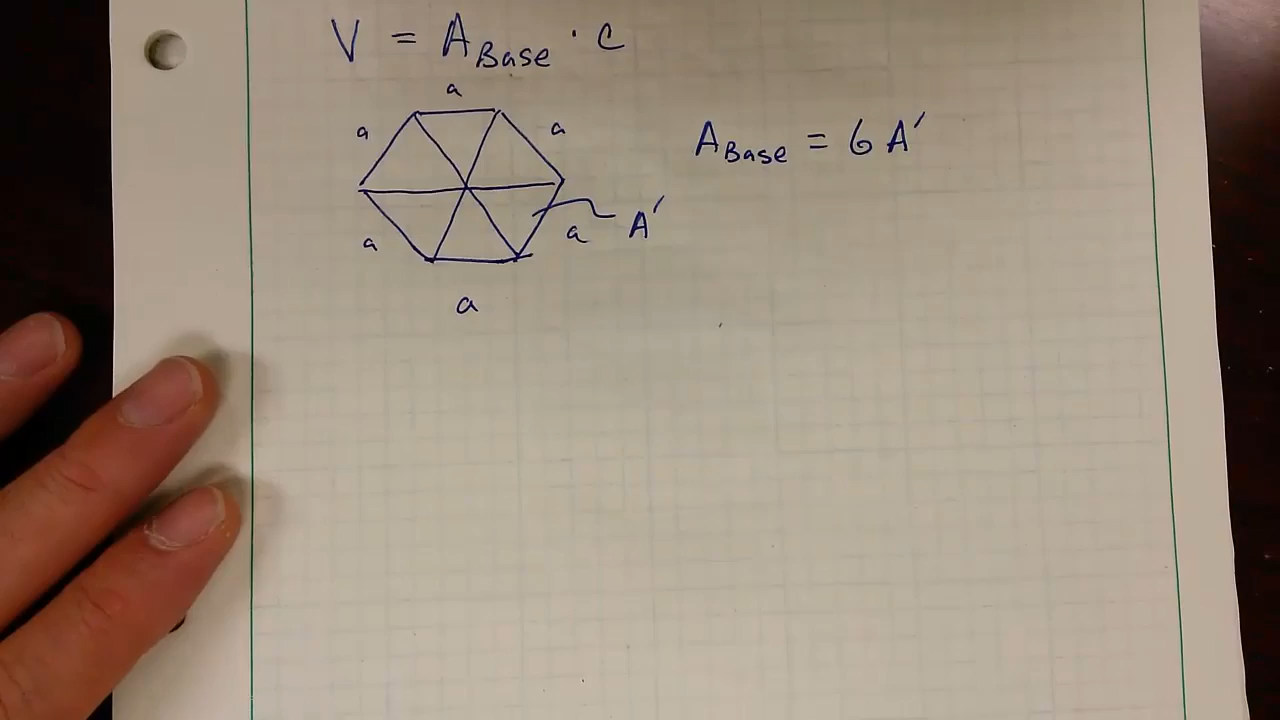 V = A_Base · c
a
a
a
A_Base = 6 A′
a
a
A′
a